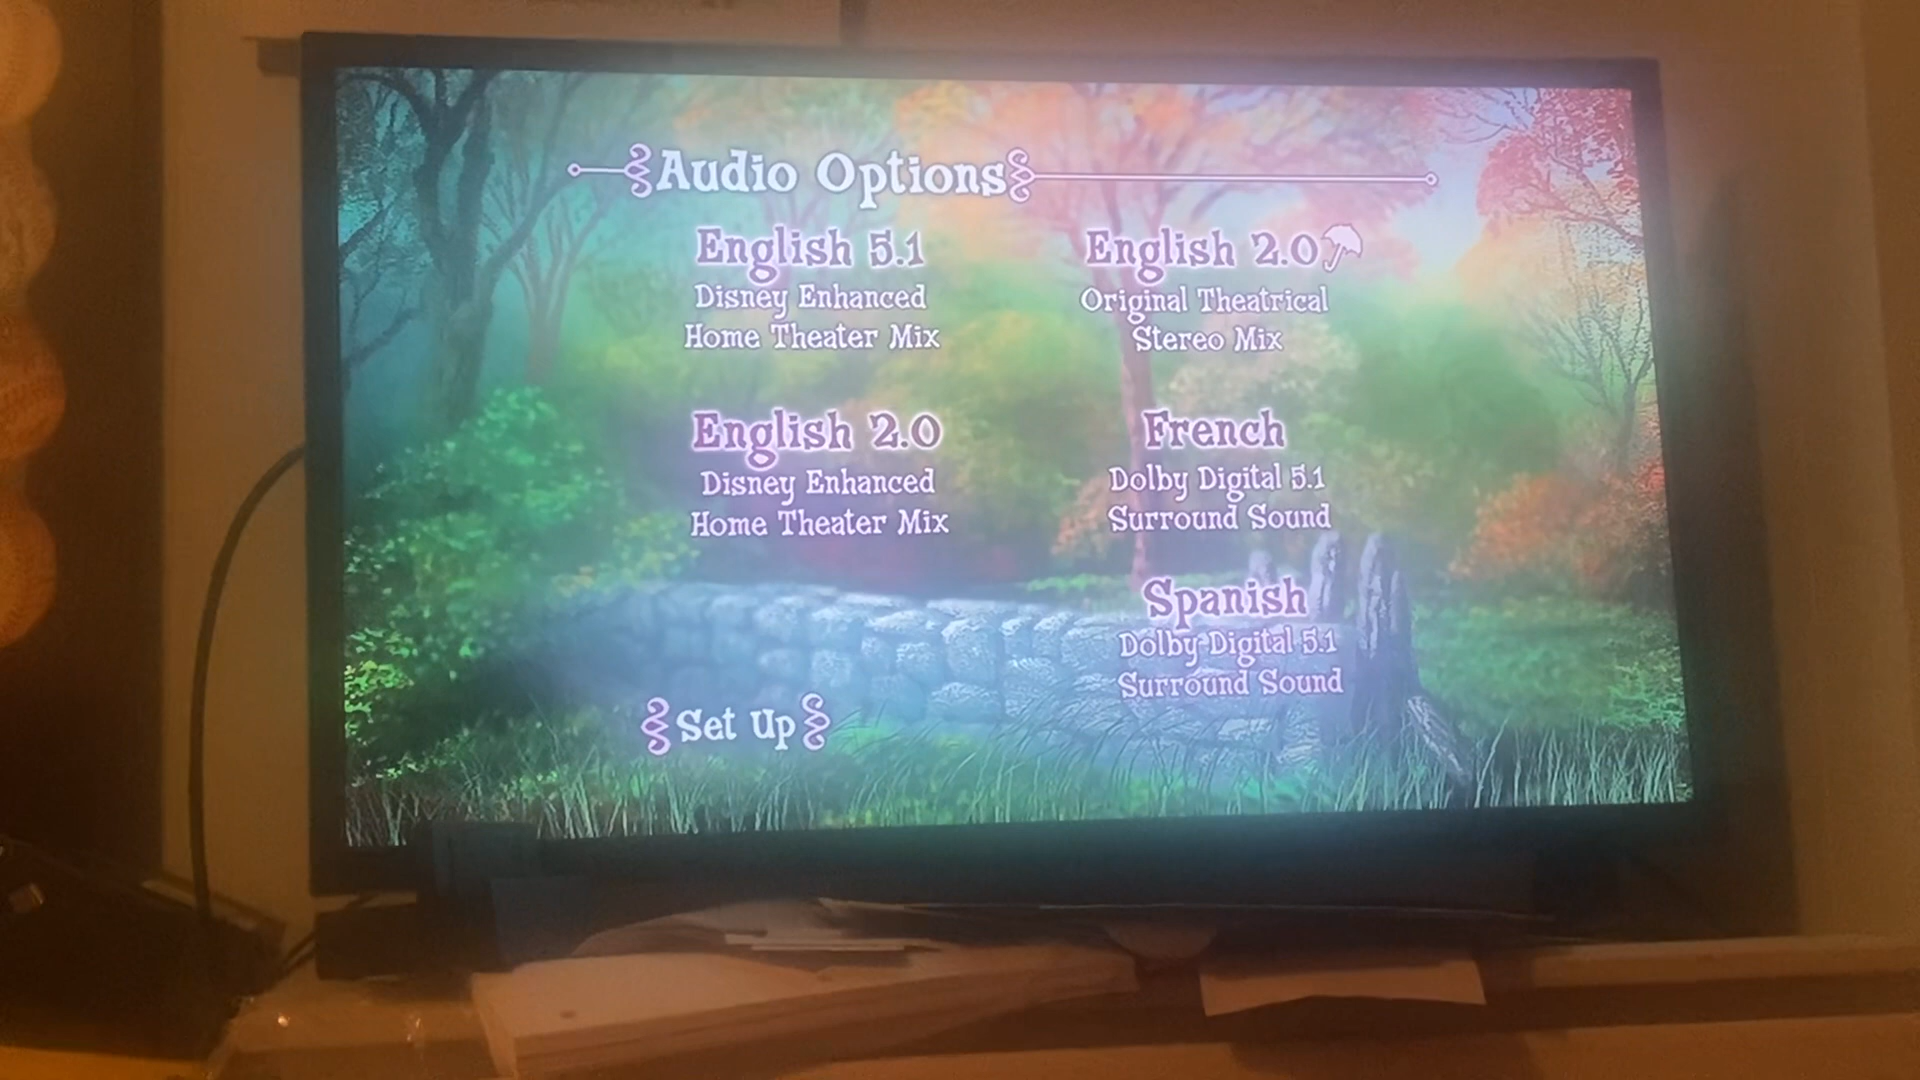 Audio Options
English 5.1
Disney Enhanced
Home Theater Mix
English 2.0
Original Theatrical
Stereo Mix
English 2.0
Disney Enhanced
Home Theater Mix
French
Dolby Digital 5.1
Surround Sound
Spanish
Dolby Digital 5.1
Surround Sound
Set Up